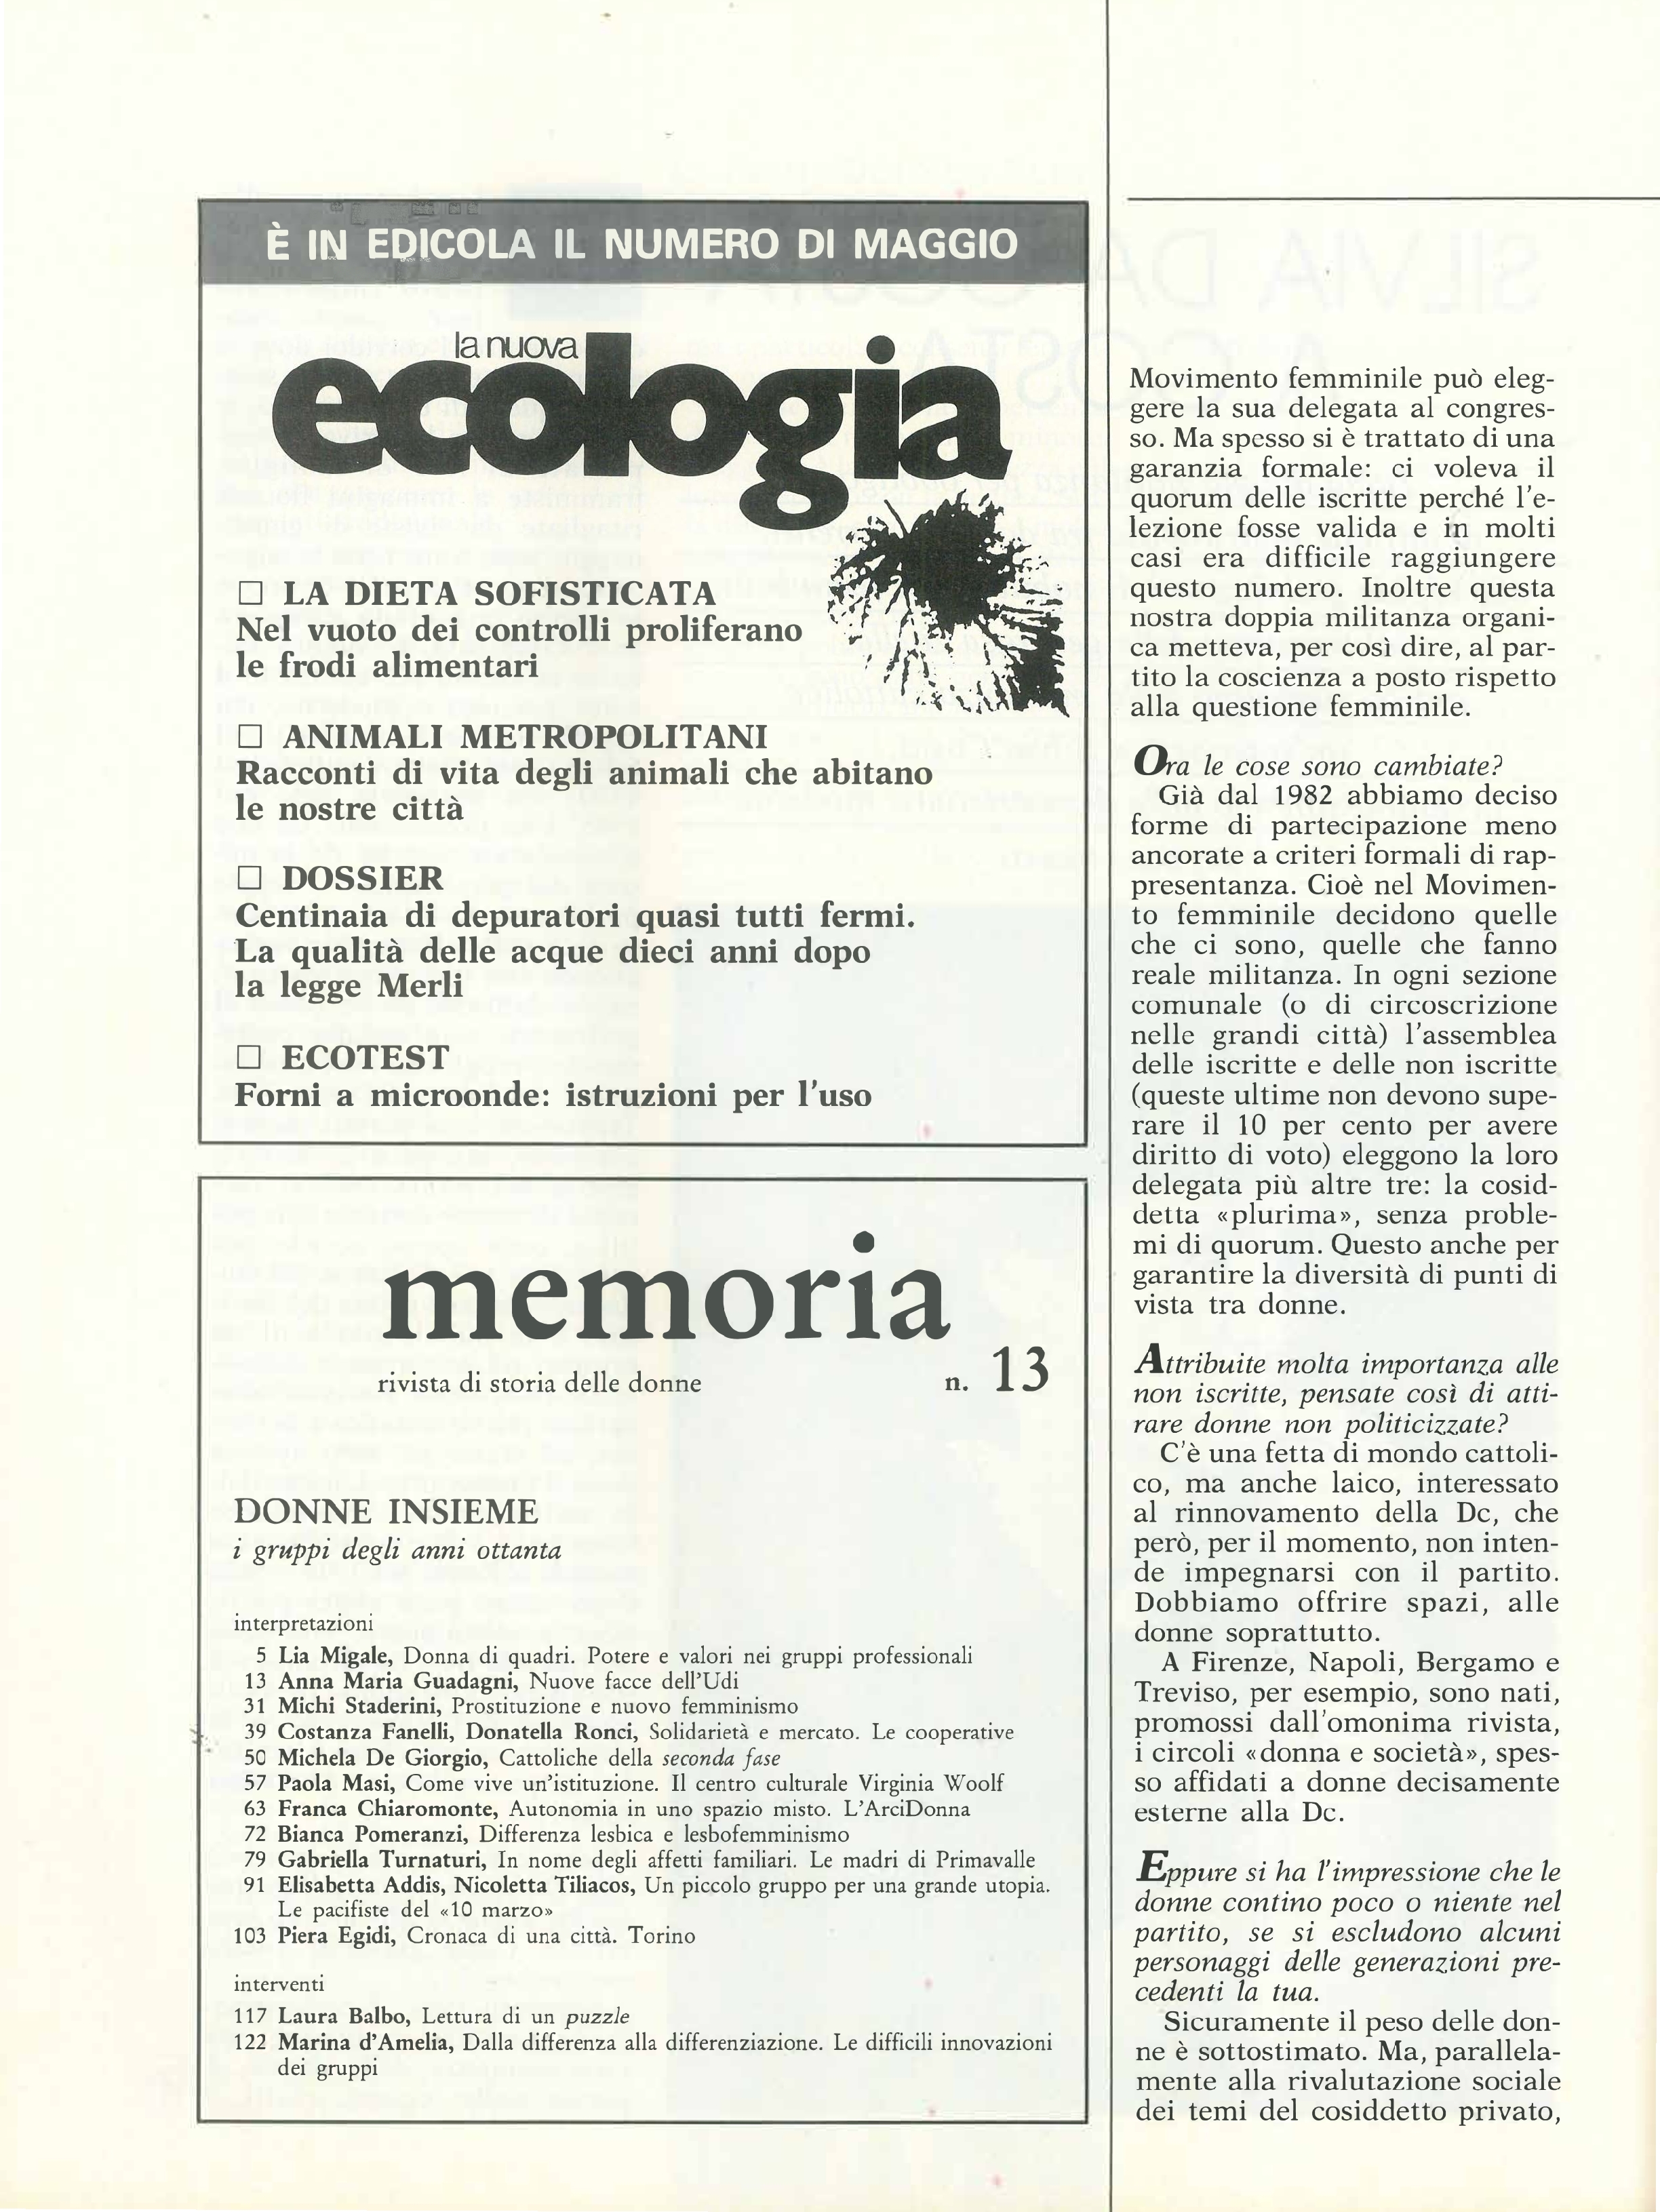 È IN EDICOLA IL NUMERO DI MAGGIO
la nuova
ecologia
□ LA DIETA SOFISTICATA
Nel vuoto dei controlli proliferano
le frodi alimentari
□ ANIMALI METROPOLITANI
Racconti di vita degli animali che abitano
le nostre città
□ DOSSIER
Centinaia di depuratori quasi tutti fermi.
La qualità delle acque dieci anni dopo
la legge Merli
□ ECOTEST
Forni a microonde: istruzioni per l'uso
memoria
rivista di storia delle donne
n. 13
DONNE INSIEME
i gruppi degli anni ottanta
interpretazioni
5 Lia Migale, Donna di quadri. Potere e valori nei gruppi professionali
13 Anna Maria Guadagni, Nuove facce dell'Udi
31 Michi Staderini, Prostituzione e nuovo femminismo
39 Costanza Fanelli, Donatella Ronci, Solidarietà e mercato. Le cooperative
50 Michela De Giorgio, Cattoliche della seconda fase
57 Paola Masi, Come vive un'istituzione. Il centro culturale Virginia Woolf
63 Franca Chiaromonte, Autonomia in uno spazio misto. L'ArciDonna
72 Bianca Pomeranzi, Differenza lesbica e lesbofemminismo
79 Gabriella Turnaturi, In nome degli affetti familiari. Le madri di Primavalle
91 Elisabetta Addis, Nicoletta Tiliacos, Un piccolo gruppo per una grande utopia.
Le pacifiste del «10 marzo»
103 Piera Egidi, Cronaca di una città. Torino
interventi
117 Laura Balbo, Lettura di un puzzle
122 Marina d'Amelia, Dalla differenza alla differenziazione. Le difficili innovazioni
dei gruppi
Movimento femminile può eleg-
gere la sua delegata al congres-
so. Ma spesso si è trattato di una
garanzia formale: ci voleva il
quorum delle iscritte perché l'e-
lezione fosse valida e in molti
casi era difficile raggiungere
questo numero. Inoltre questa
nostra doppia militanza organi-
ca metteva, per così dire, al par-
tito la coscienza a posto rispetto
alla questione femminile.
Ora le cose sono cambiate?
Già dal 1982 abbiamo deciso
forme di partecipazione meno
ancorate a criteri formali di rap-
presentanza. Cioè nel Movimen-
to femminile decidono quelle
che ci sono, quelle che fanno
reale militanza. In ogni sezione
comunale (o di circoscrizione
nelle grandi città) l'assemblea
delle iscritte e delle non iscritte
(queste ultime non devono supe-
rare il 10 per cento per avere
diritto di voto) eleggono la loro
delegata più altre tre: la cosid-
detta «plurima», senza proble-
mi di quorum. Questo anche per
garantire la diversità di punti di
vista tra donne.
Attribuite molta importanza alle
non iscritte, pensate così di atti-
rare donne non politicizzate?
C'è una fetta di mondo cattoli-
co, ma anche laico, interessato
al rinnovamento della Dc, che
però, per il momento, non inten-
de impegnarsi con il partito.
Dobbiamo offrire spazi, alle
donne soprattutto.
A Firenze, Napoli, Bergamo e
Treviso, per esempio, sono nati,
promossi dall'omonima rivista,
i circoli «donna e società», spes-
so affidati a donne decisamente
esterne alla Dc.
Eppure si ha l'impressione che le
donne contino poco o niente nel
partito, se si escludono alcuni
personaggi delle generazioni pre-
cedenti la tua.
Sicuramente il peso delle don-
ne è sottostimato. Ma, parallela-
mente alla rivalutazione sociale
dei temi del cosiddetto privato,